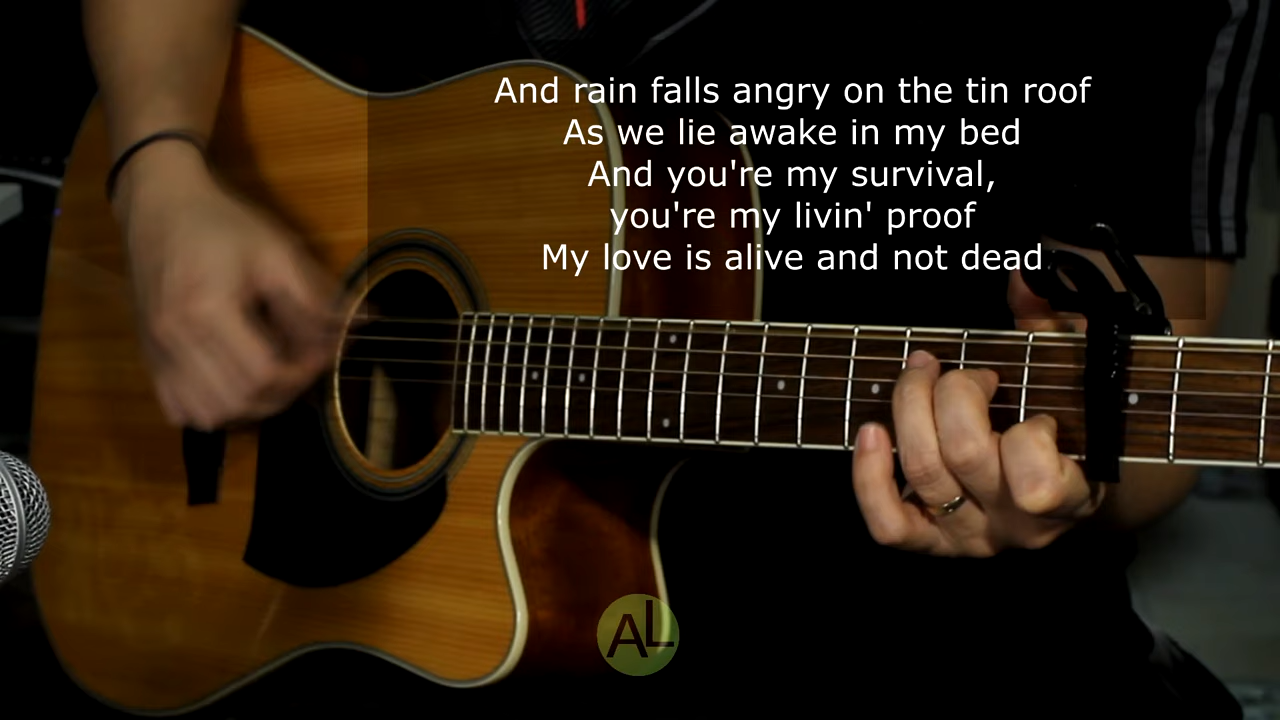 And rain falls angry on the tin roof
As we lie awake in my bed
And you're my survival,
you're my livin' proof
My love is alive and not dead
AL